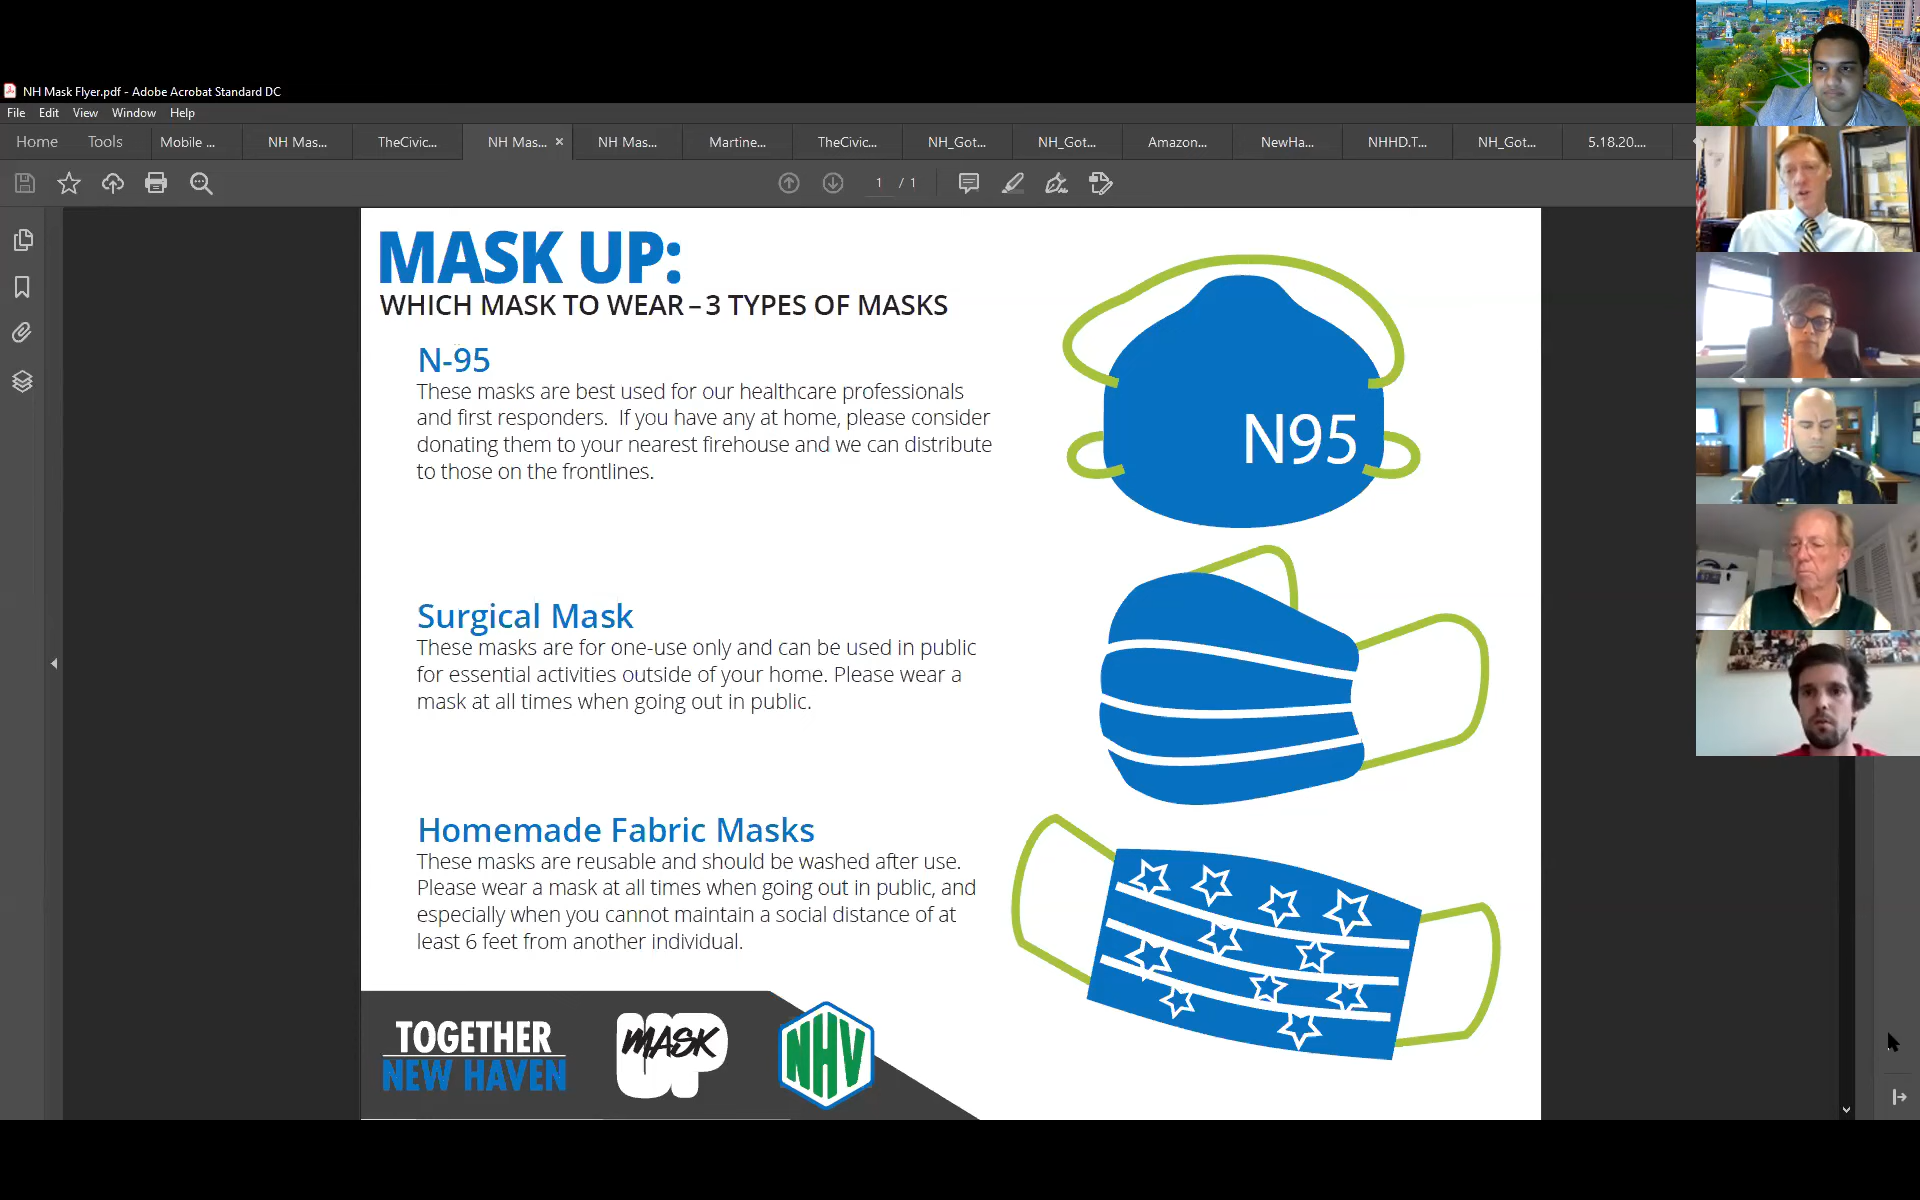 NH Mask Flyer.pdf - Adobe Acrobat Standard DC
File Edit View Window Help
Home Tools Mobile ... NH Mas... TheCivic... NH Mas... × NH Mas... Martine... TheCivic... NH_Got... NH_Got... Amazon... NewHa... NHHD.T... NH_Got... 5.18.20....
1 / 1
MASK UP:
WHICH MASK TO WEAR – 3 TYPES OF MASKS
N-95
These masks are best used for our healthcare professionals
and first responders. If you have any at home, please consider
donating them to your nearest firehouse and we can distribute
to those on the frontlines.
N95
Surgical Mask
These masks are for one-use only and can be used in public
for essential activities outside of your home. Please wear a
mask at all times when going out in public.
Homemade Fabric Masks
These masks are reusable and should be washed after use.
Please wear a mask at all times when going out in public, and
especially when you cannot maintain a social distance of at
least 6 feet from another individual.
TOGETHER
NEW HAVEN
MASK
UP
NHV